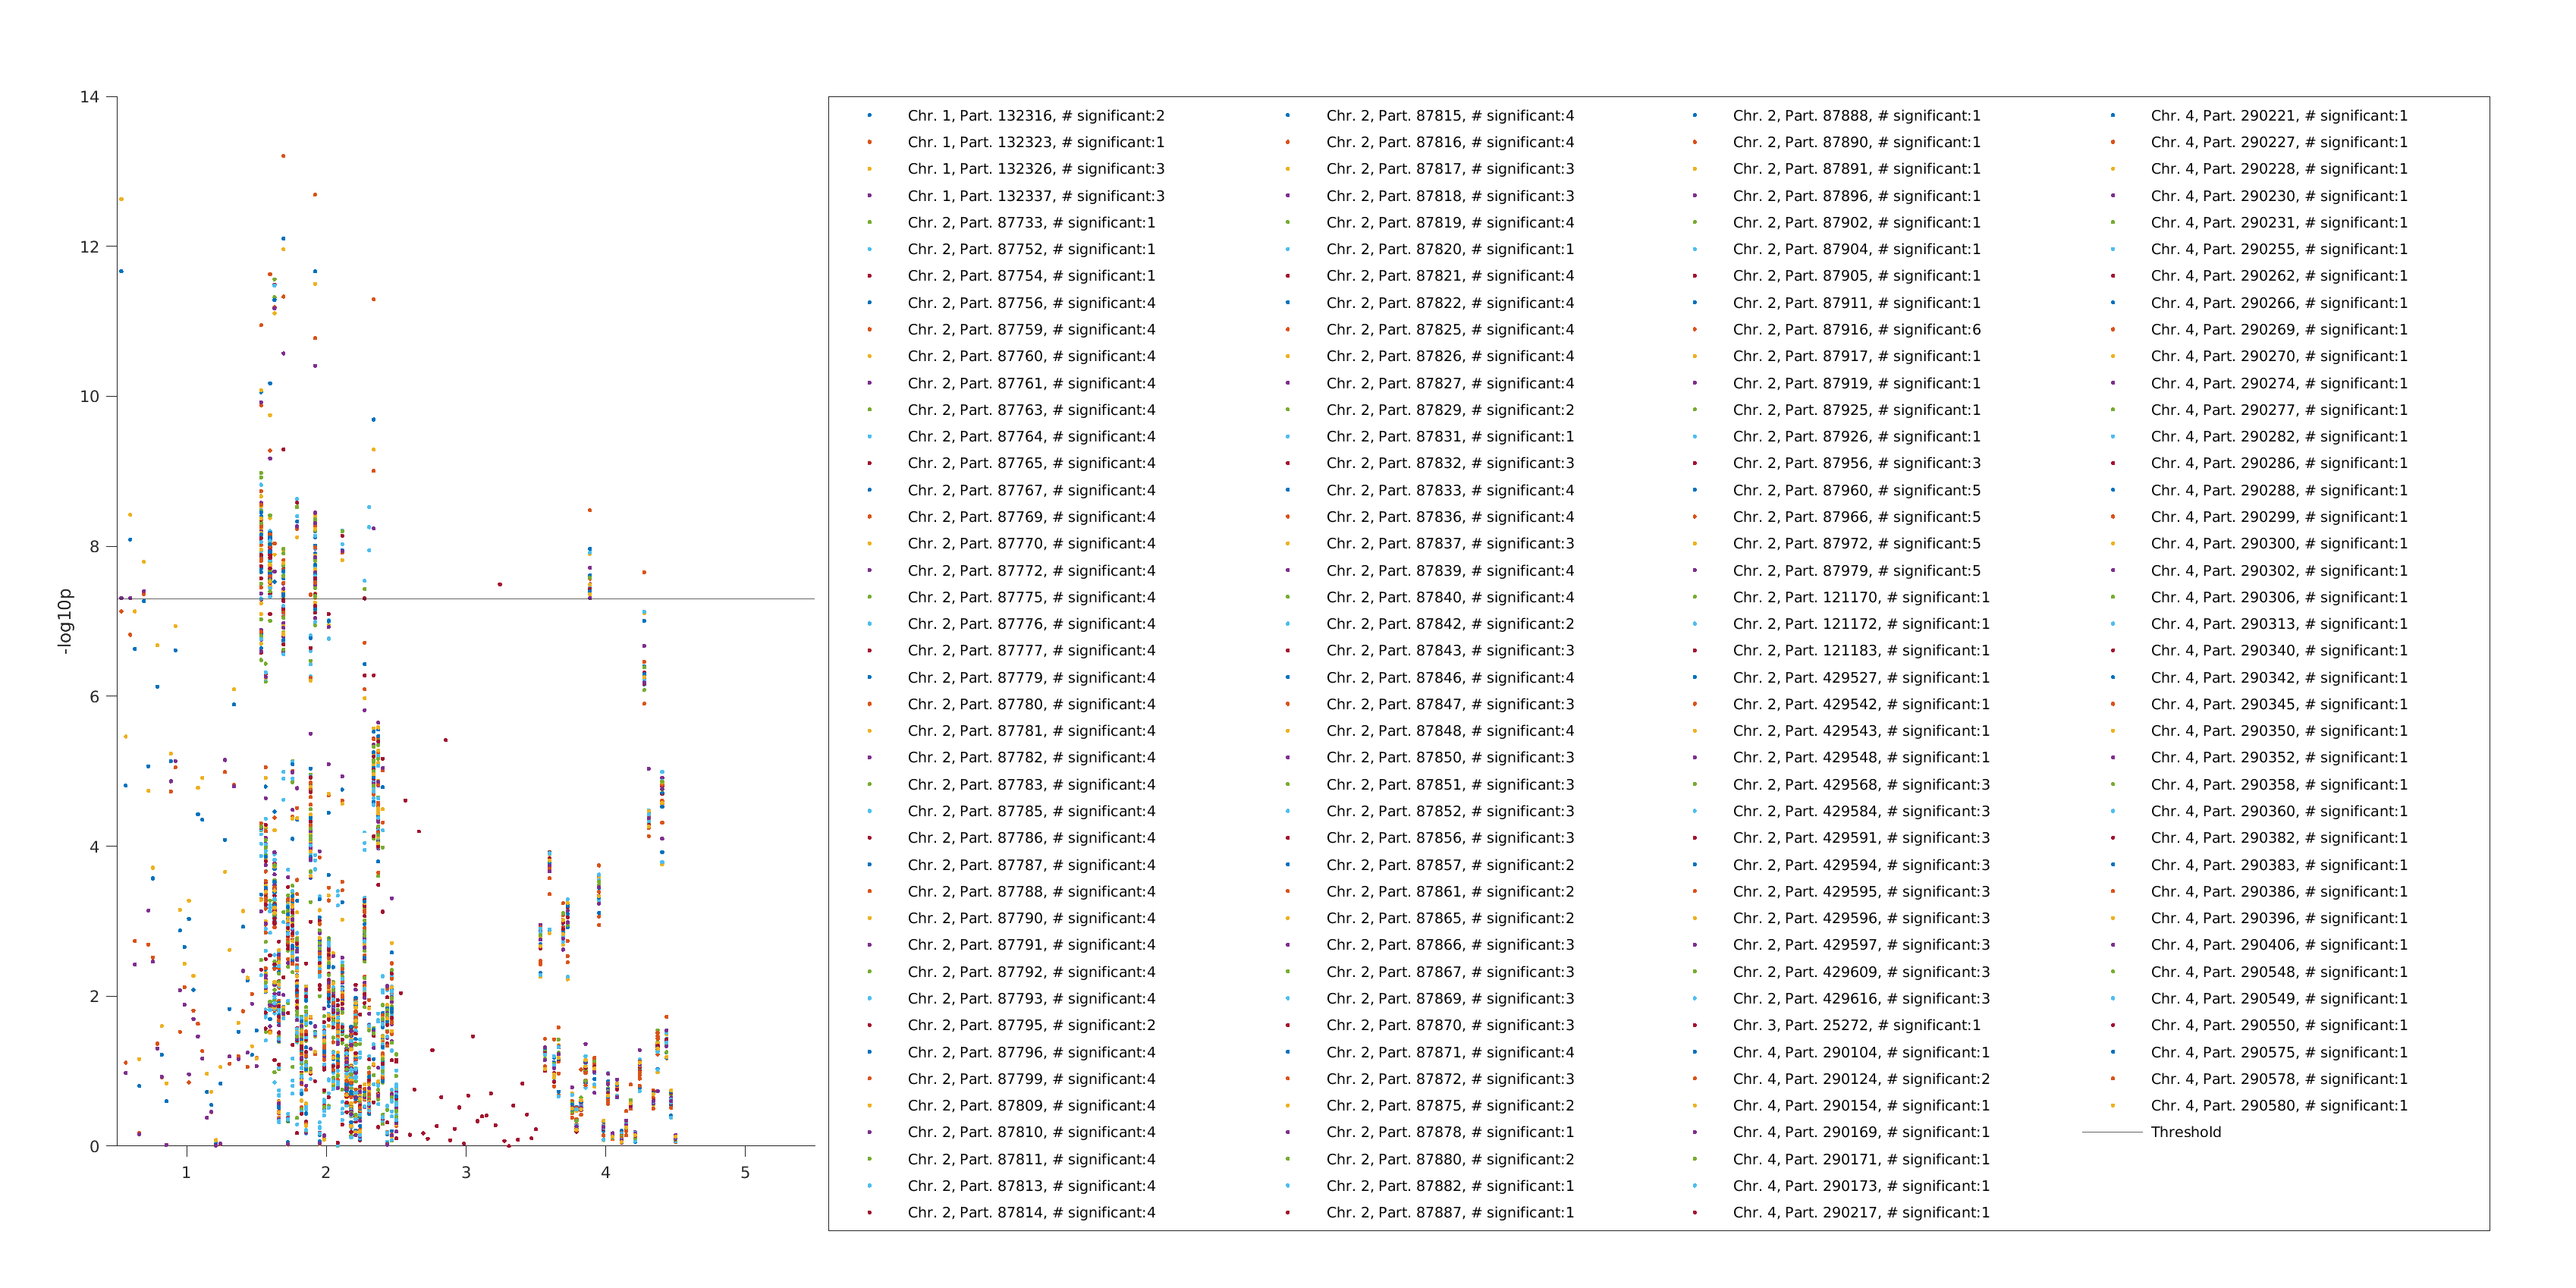 14
12
10
8
6
4
2
0
-log10p
1
2
3
4
5
Chr. 1, Part. 132316, # significant:2
Chr. 1, Part. 132323, # significant:1
Chr. 1, Part. 132326, # significant:3
Chr. 1, Part. 132337, # significant:3
Chr. 2, Part. 87733, # significant:1
Chr. 2, Part. 87752, # significant:1
Chr. 2, Part. 87754, # significant:1
Chr. 2, Part. 87756, # significant:4
Chr. 2, Part. 87759, # significant:4
Chr. 2, Part. 87760, # significant:4
Chr. 2, Part. 87761, # significant:4
Chr. 2, Part. 87763, # significant:4
Chr. 2, Part. 87764, # significant:4
Chr. 2, Part. 87765, # significant:4
Chr. 2, Part. 87767, # significant:4
Chr. 2, Part. 87769, # significant:4
Chr. 2, Part. 87770, # significant:4
Chr. 2, Part. 87772, # significant:4
Chr. 2, Part. 87775, # significant:4
Chr. 2, Part. 87776, # significant:4
Chr. 2, Part. 87777, # significant:4
Chr. 2, Part. 87779, # significant:4
Chr. 2, Part. 87780, # significant:4
Chr. 2, Part. 87781, # significant:4
Chr. 2, Part. 87782, # significant:4
Chr. 2, Part. 87783, # significant:4
Chr. 2, Part. 87785, # significant:4
Chr. 2, Part. 87786, # significant:4
Chr. 2, Part. 87787, # significant:4
Chr. 2, Part. 87788, # significant:4
Chr. 2, Part. 87790, # significant:4
Chr. 2, Part. 87791, # significant:4
Chr. 2, Part. 87792, # significant:4
Chr. 2, Part. 87793, # significant:4
Chr. 2, Part. 87795, # significant:2
Chr. 2, Part. 87796, # significant:4
Chr. 2, Part. 87799, # significant:4
Chr. 2, Part. 87809, # significant:4
Chr. 2, Part. 87810, # significant:4
Chr. 2, Part. 87811, # significant:4
Chr. 2, Part. 87813, # significant:4
Chr. 2, Part. 87814, # significant:4
Chr. 2, Part. 87815, # significant:4
Chr. 2, Part. 87816, # significant:4
Chr. 2, Part. 87817, # significant:3
Chr. 2, Part. 87818, # significant:3
Chr. 2, Part. 87819, # significant:4
Chr. 2, Part. 87820, # significant:1
Chr. 2, Part. 87821, # significant:4
Chr. 2, Part. 87822, # significant:4
Chr. 2, Part. 87825, # significant:4
Chr. 2, Part. 87826, # significant:4
Chr. 2, Part. 87827, # significant:4
Chr. 2, Part. 87829, # significant:2
Chr. 2, Part. 87831, # significant:1
Chr. 2, Part. 87832, # significant:3
Chr. 2, Part. 87833, # significant:4
Chr. 2, Part. 87836, # significant:4
Chr. 2, Part. 87837, # significant:3
Chr. 2, Part. 87839, # significant:4
Chr. 2, Part. 87840, # significant:4
Chr. 2, Part. 87842, # significant:2
Chr. 2, Part. 87843, # significant:3
Chr. 2, Part. 87846, # significant:4
Chr. 2, Part. 87847, # significant:3
Chr. 2, Part. 87848, # significant:4
Chr. 2, Part. 87850, # significant:3
Chr. 2, Part. 87851, # significant:3
Chr. 2, Part. 87852, # significant:3
Chr. 2, Part. 87856, # significant:3
Chr. 2, Part. 87857, # significant:2
Chr. 2, Part. 87861, # significant:2
Chr. 2, Part. 87865, # significant:2
Chr. 2, Part. 87866, # significant:3
Chr. 2, Part. 87867, # significant:3
Chr. 2, Part. 87869, # significant:3
Chr. 2, Part. 87870, # significant:3
Chr. 2, Part. 87871, # significant:4
Chr. 2, Part. 87872, # significant:3
Chr. 2, Part. 87875, # significant:2
Chr. 2, Part. 87878, # significant:1
Chr. 2, Part. 87880, # significant:2
Chr. 2, Part. 87882, # significant:1
Chr. 2, Part. 87887, # significant:1
Chr. 2, Part. 87888, # significant:1
Chr. 2, Part. 87890, # significant:1
Chr. 2, Part. 87891, # significant:1
Chr. 2, Part. 87896, # significant:1
Chr. 2, Part. 87902, # significant:1
Chr. 2, Part. 87904, # significant:1
Chr. 2, Part. 87905, # significant:1
Chr. 2, Part. 87911, # significant:1
Chr. 2, Part. 87916, # significant:6
Chr. 2, Part. 87917, # significant:1
Chr. 2, Part. 87919, # significant:1
Chr. 2, Part. 87925, # significant:1
Chr. 2, Part. 87926, # significant:1
Chr. 2, Part. 87956, # significant:3
Chr. 2, Part. 87960, # significant:5
Chr. 2, Part. 87966, # significant:5
Chr. 2, Part. 87972, # significant:5
Chr. 2, Part. 87979, # significant:5
Chr. 2, Part. 121170, # significant:1
Chr. 2, Part. 121172, # significant:1
Chr. 2, Part. 121183, # significant:1
Chr. 2, Part. 429527, # significant:1
Chr. 2, Part. 429542, # significant:1
Chr. 2, Part. 429543, # significant:1
Chr. 2, Part. 429548, # significant:1
Chr. 2, Part. 429568, # significant:3
Chr. 2, Part. 429584, # significant:3
Chr. 2, Part. 429591, # significant:3
Chr. 2, Part. 429594, # significant:3
Chr. 2, Part. 429595, # significant:3
Chr. 2, Part. 429596, # significant:3
Chr. 2, Part. 429597, # significant:3
Chr. 2, Part. 429609, # significant:3
Chr. 2, Part. 429616, # significant:3
Chr. 3, Part. 25272, # significant:1
Chr. 4, Part. 290104, # significant:1
Chr. 4, Part. 290124, # significant:2
Chr. 4, Part. 290154, # significant:1
Chr. 4, Part. 290169, # significant:1
Chr. 4, Part. 290171, # significant:1
Chr. 4, Part. 290173, # significant:1
Chr. 4, Part. 290217, # significant:1
Chr. 4, Part. 290221, # significant:1
Chr. 4, Part. 290227, # significant:1
Chr. 4, Part. 290228, # significant:1
Chr. 4, Part. 290230, # significant:1
Chr. 4, Part. 290231, # significant:1
Chr. 4, Part. 290255, # significant:1
Chr. 4, Part. 290262, # significant:1
Chr. 4, Part. 290266, # significant:1
Chr. 4, Part. 290269, # significant:1
Chr. 4, Part. 290270, # significant:1
Chr. 4, Part. 290274, # significant:1
Chr. 4, Part. 290277, # significant:1
Chr. 4, Part. 290282, # significant:1
Chr. 4, Part. 290286, # significant:1
Chr. 4, Part. 290288, # significant:1
Chr. 4, Part. 290299, # significant:1
Chr. 4, Part. 290300, # significant:1
Chr. 4, Part. 290302, # significant:1
Chr. 4, Part. 290306, # significant:1
Chr. 4, Part. 290313, # significant:1
Chr. 4, Part. 290340, # significant:1
Chr. 4, Part. 290342, # significant:1
Chr. 4, Part. 290345, # significant:1
Chr. 4, Part. 290350, # significant:1
Chr. 4, Part. 290352, # significant:1
Chr. 4, Part. 290358, # significant:1
Chr. 4, Part. 290360, # significant:1
Chr. 4, Part. 290382, # significant:1
Chr. 4, Part. 290383, # significant:1
Chr. 4, Part. 290386, # significant:1
Chr. 4, Part. 290396, # significant:1
Chr. 4, Part. 290406, # significant:1
Chr. 4, Part. 290548, # significant:1
Chr. 4, Part. 290549, # significant:1
Chr. 4, Part. 290550, # significant:1
Chr. 4, Part. 290575, # significant:1
Chr. 4, Part. 290578, # significant:1
Chr. 4, Part. 290580, # significant:1
Threshold